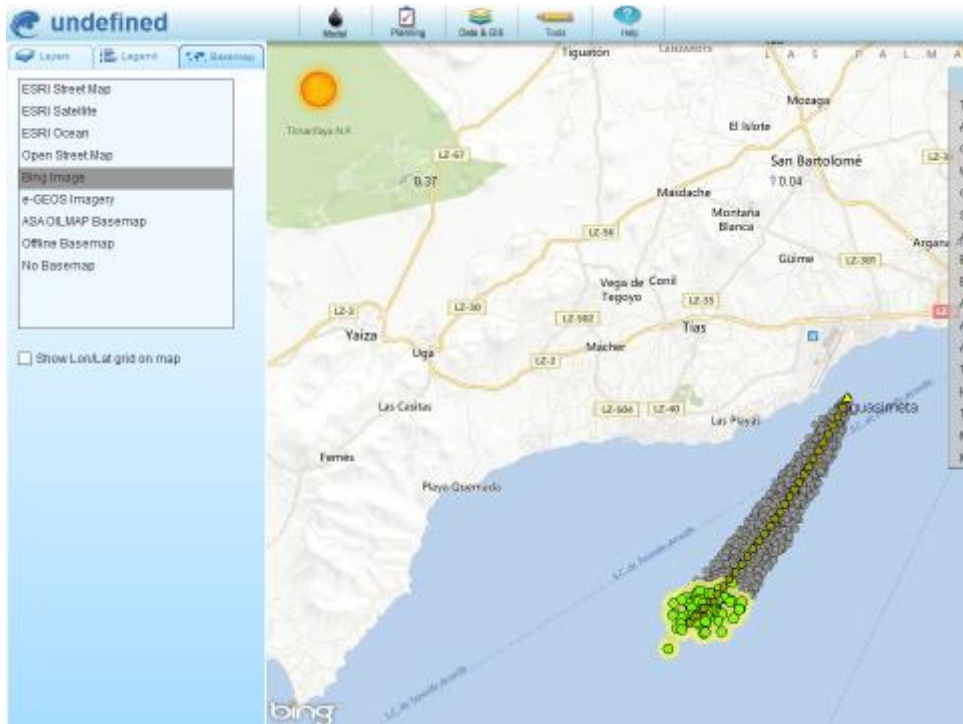 undefined
Model
Planning
Data & GIS
Tools
Help
Layers
Legend
Basemap
ESRI Street Map
ESRI Satellite
ESRI Ocean
Open Street Map
Bing Image
e-GEOS Imagery
ASA OILMAP Basemap
Offline Basemap
No Basemap
Show Lon/Lat grid on map
Tiguatón
L A S P A L M A
Mozaga
Timanfaya N.P.
El Islote
LZ-67
San Bartolomé
0.37
0.04
Masdache
Montaña
Blanca
LZ-56
Argana
Güime
LZ-301
Vega de
Tegoyo
Conil
LZ-2
LZ-30
LZ-35
LZ-502
Tías
Yaiza
Macher
Uga
LZ-2
Las Casitas
LZ-504
LZ-40
Las Playas
guasimeta
Femés
Playa Quemada
bing